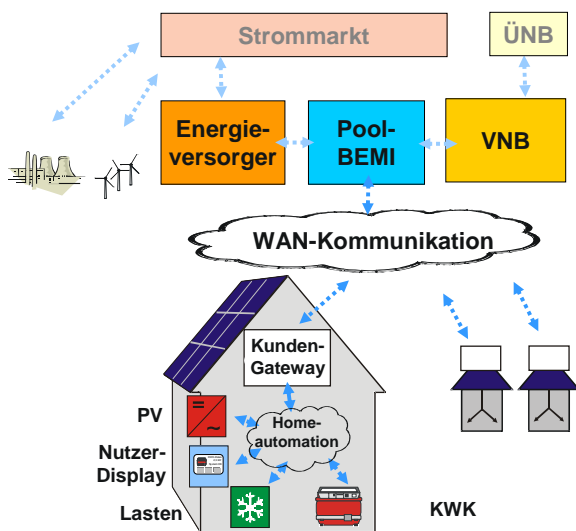 Strommarkt
ÜNB
Energie-
versorger
Pool-
BEMI
VNB
WAN-Kommunikation
Kunden-
Gateway
PV
Home-
automation
Nutzer-
Display
Lasten
KWK